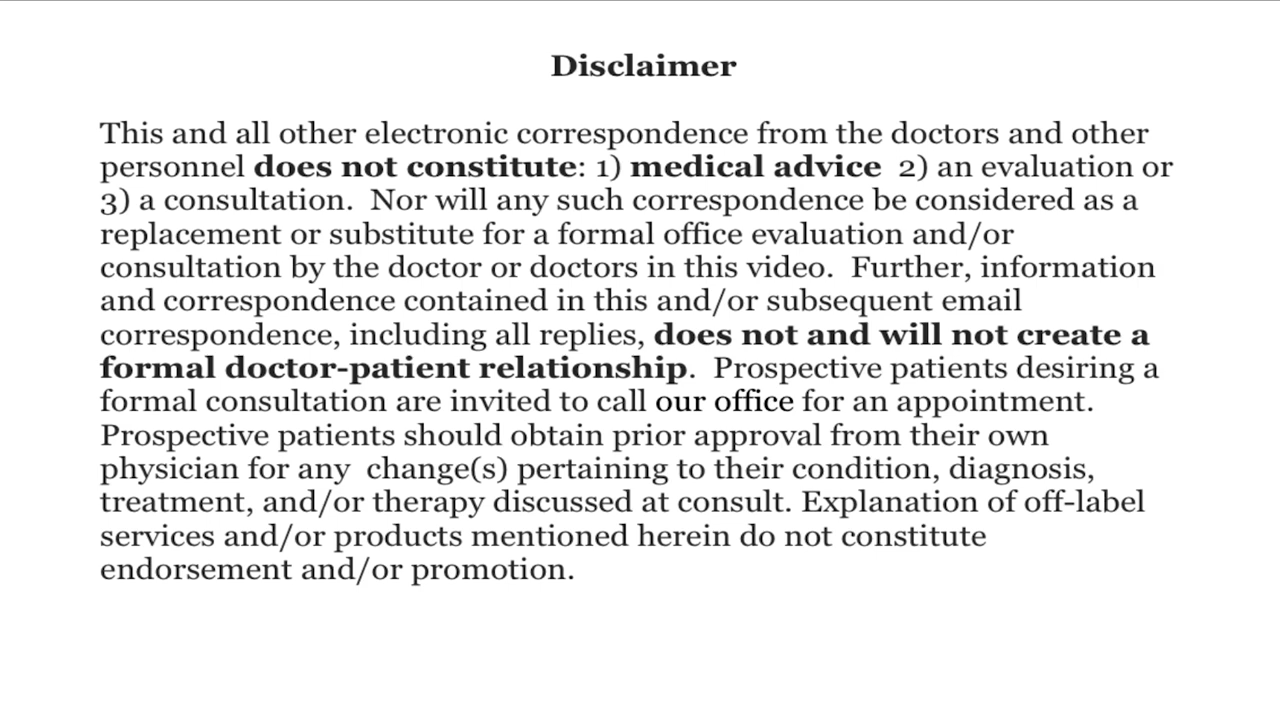 Disclaimer
This and all other electronic correspondence from the doctors and other
personnel does not constitute: 1) medical advice  2) an evaluation or
3) a consultation.  Nor will any such correspondence be considered as a
replacement or substitute for a formal office evaluation and/or
consultation by the doctor or doctors in this video.  Further, information
and correspondence contained in this and/or subsequent email
correspondence, including all replies, does not and will not create a
formal doctor-patient relationship.  Prospective patients desiring a
formal consultation are invited to call our office for an appointment.
Prospective patients should obtain prior approval from their own
physician for any  change(s) pertaining to their condition, diagnosis,
treatment, and/or therapy discussed at consult. Explanation of off-label
services and/or products mentioned herein do not constitute
endorsement and/or promotion.